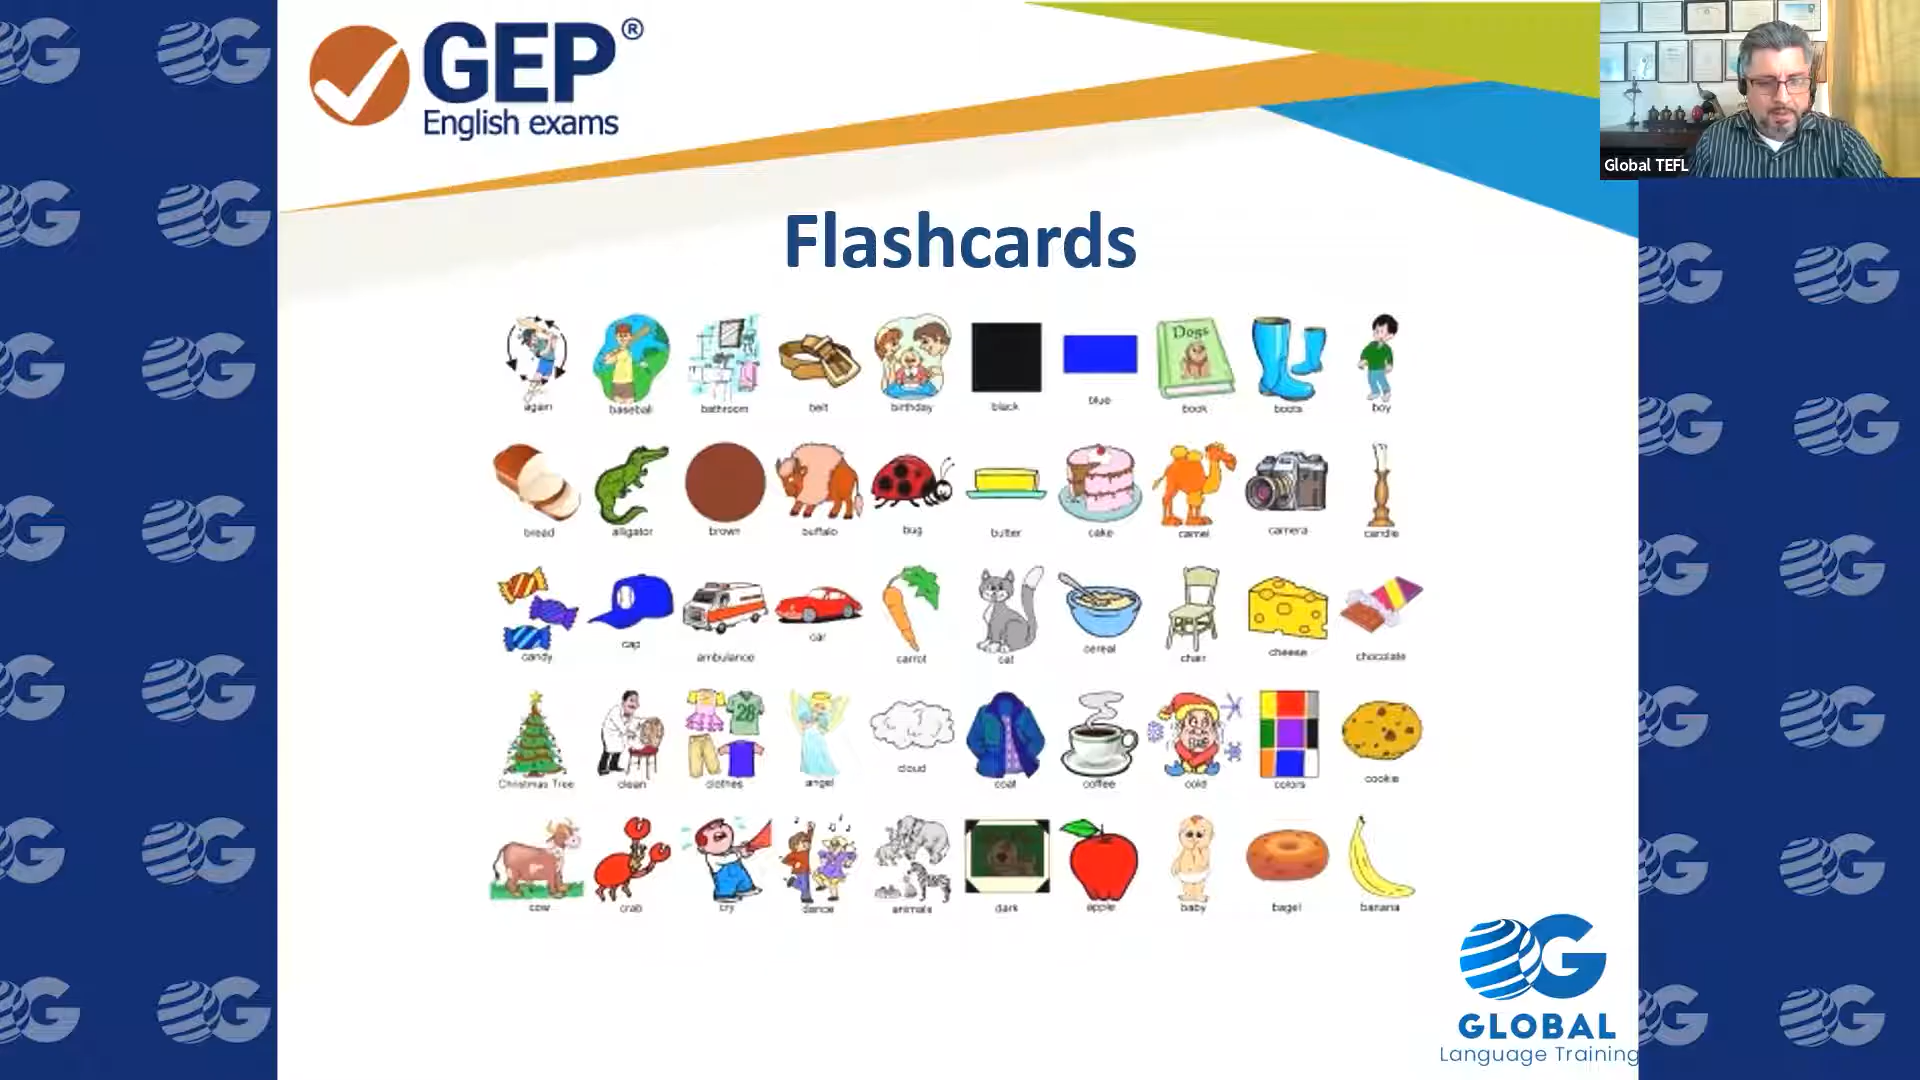 GEP®
English exams
Global TEFL
Flashcards
Dogs
again baseball bathroom belt birthday black blue book boots boy
bread alligator brown buffalo bug butter cake camel camera candle
candy cap ambulance car carrot cat cereal chair cheese chocolate
28
Christmas Tree clean clothes angel cloud coat coffee cold colors cookie
cow crab cry dance animals dark apple baby bagel banana
G
GLOBAL
Language Training